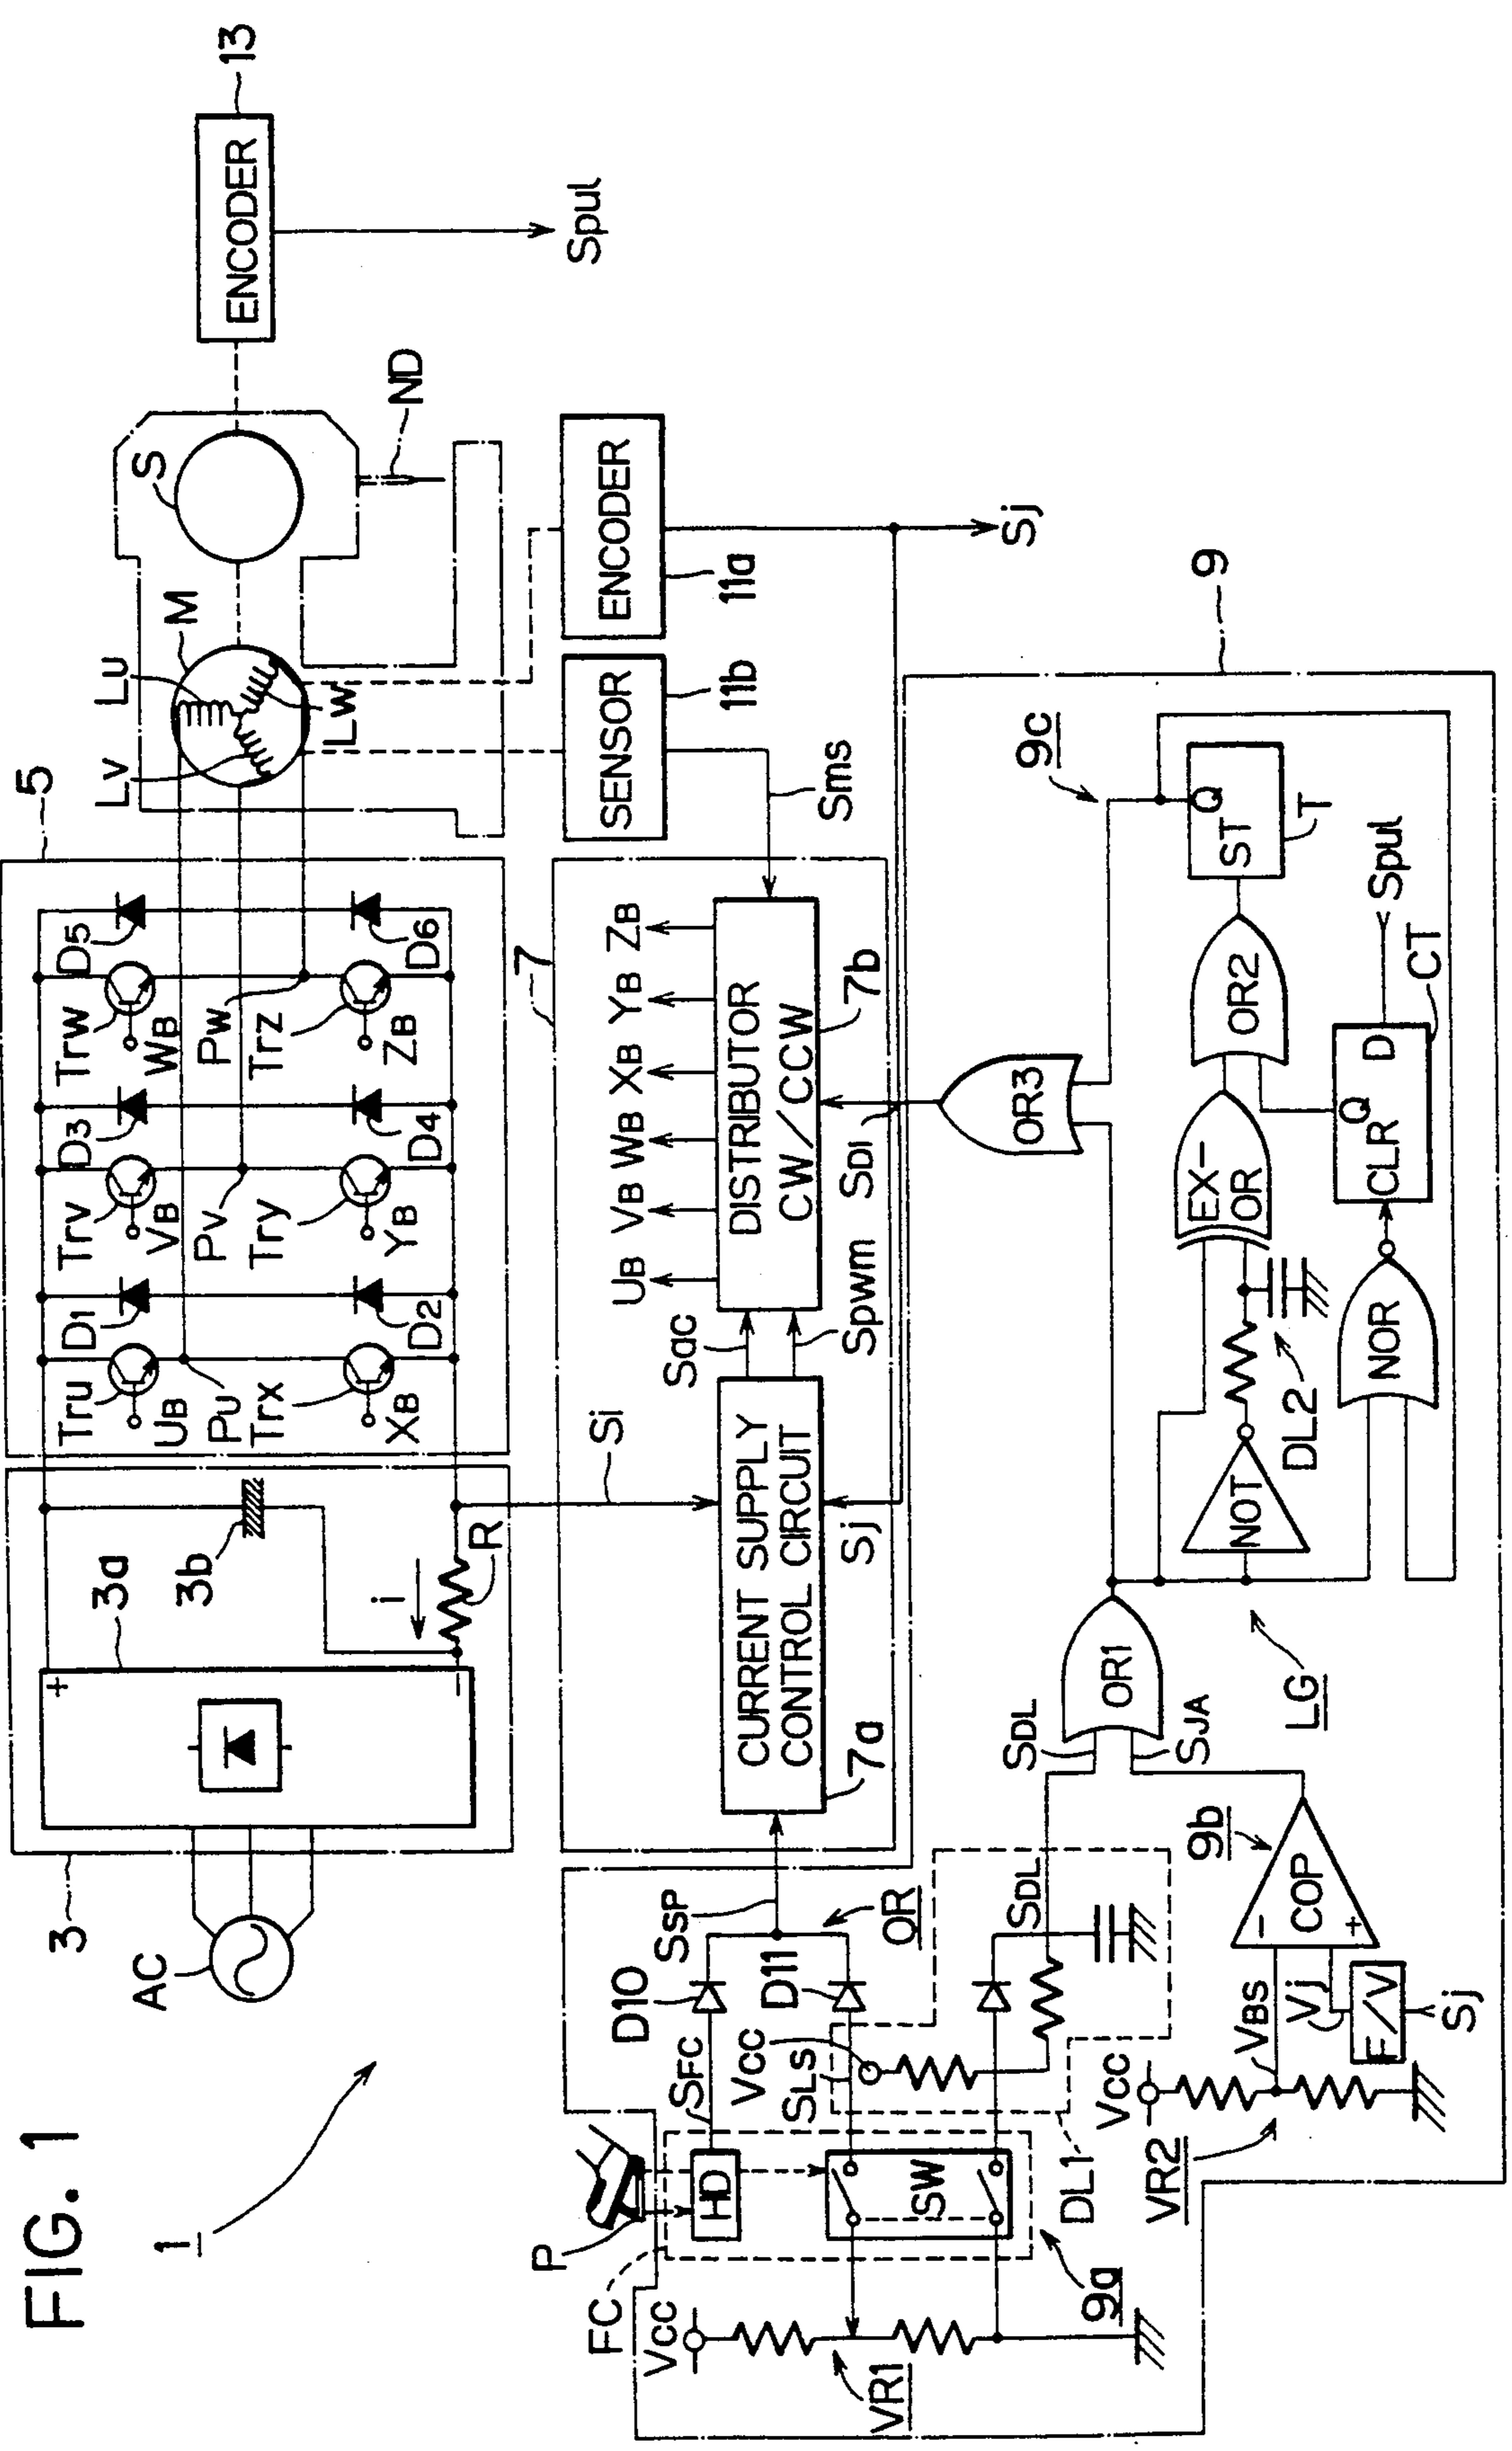 FIG. 1
1
AC
3
3a
3b
+
−
i
R
5
Tru
UB
D1
PU
Trx
XB
D2
Trv
VB
D3
PV
Try
YB
D4
Trw
WB
D5
PW
Trz
ZB
D6
LU
LV
LW
M
S
ND
ENCODER
13
Spul
ENCODER
11a
Sj
SENSOR
11b
Sms
7
Si
CURRENT SUPPLY
CONTROL CIRCUIT
7a
Sj
Sac
Spwm
UB
VB
WB
XB
YB
ZB
DISTRIBUTOR
CW/CCW
7b
SDI
9
P
FC
HD
SW
9a
VCC
VR1
SFC
D10
SSP
D11
OR
VCC
SLS
SDL
DL1
VCC
VR2
VBS
Vj
F/V
Sj
−
COP
+
9b
SDL
SJA
OR1
LG
NOT
DL2
EX-
OR
NOR
CLR
Q
D
CT
Spul
OR2
ST
Q
T
9c
OR3